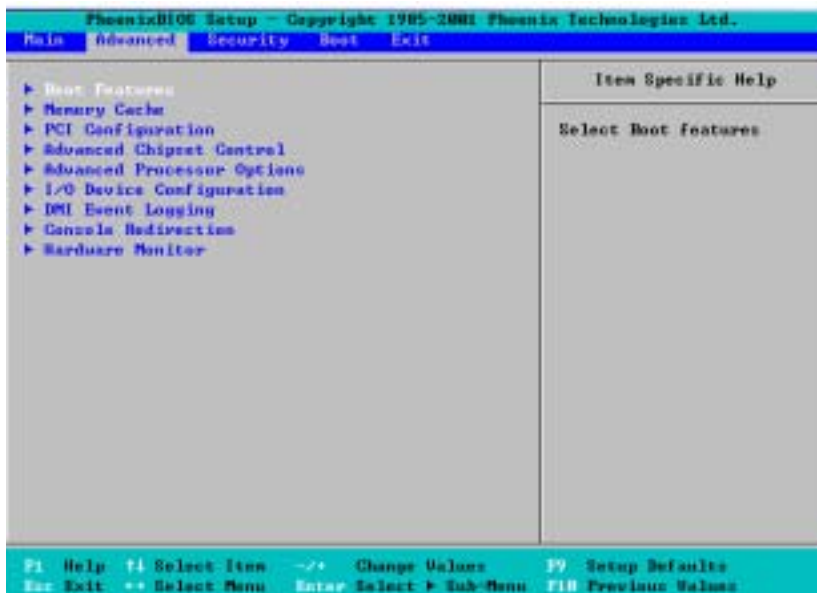 PhoenixBIOS Setup - Copyright 1985-2001 Phoenix Technologies Ltd.
Main Advanced Security Boot Exit
Boot Features
Memory Cache
PCI Configuration
Advanced Chipset Control
Advanced Processor Options
I/O Device Configuration
DMI Event Logging
Console Redirection
Hardware Monitor
Item Specific Help
Select Boot features
F1 Help ↑↓ Select Item -/+ Change Values F9 Setup Defaults
Esc Exit ↔ Select Menu Enter Select ▶ Sub-Menu F10 Previous Values